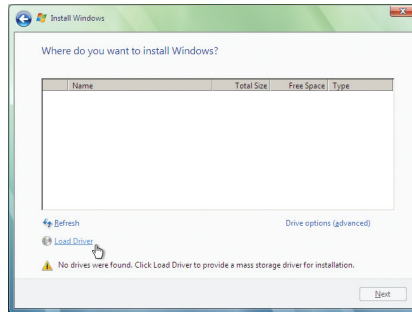 Install Windows
Where do you want to install Windows?
Name Total Size Free Space Type
Refresh Drive options (advanced)
Load Driver
No drives were found. Click Load Driver to provide a mass storage driver for installation.
Next